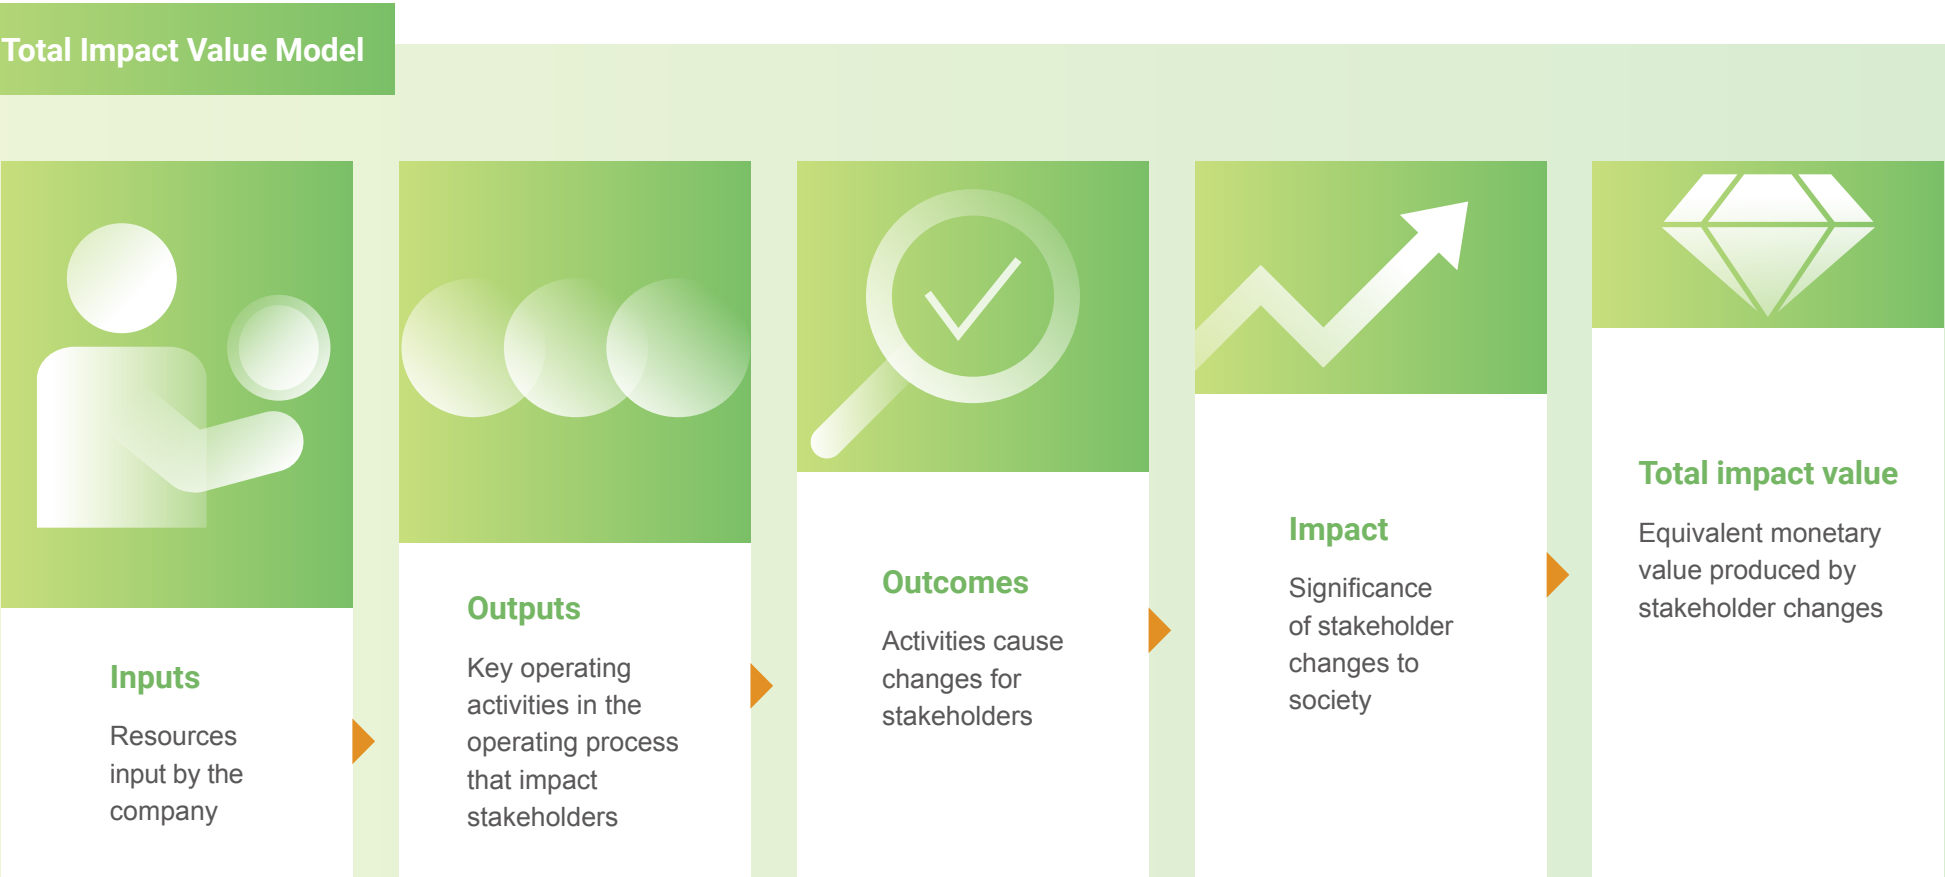 Total Impact Value Model
Inputs
Resources
input by the
company
Outputs
Key operating
activities in the
operating process
that impact
stakeholders
Outcomes
Activities cause
changes for
stakeholders
Impact
Significance
of stakeholder
changes to
society
Total impact value
Equivalent monetary
value produced by
stakeholder changes